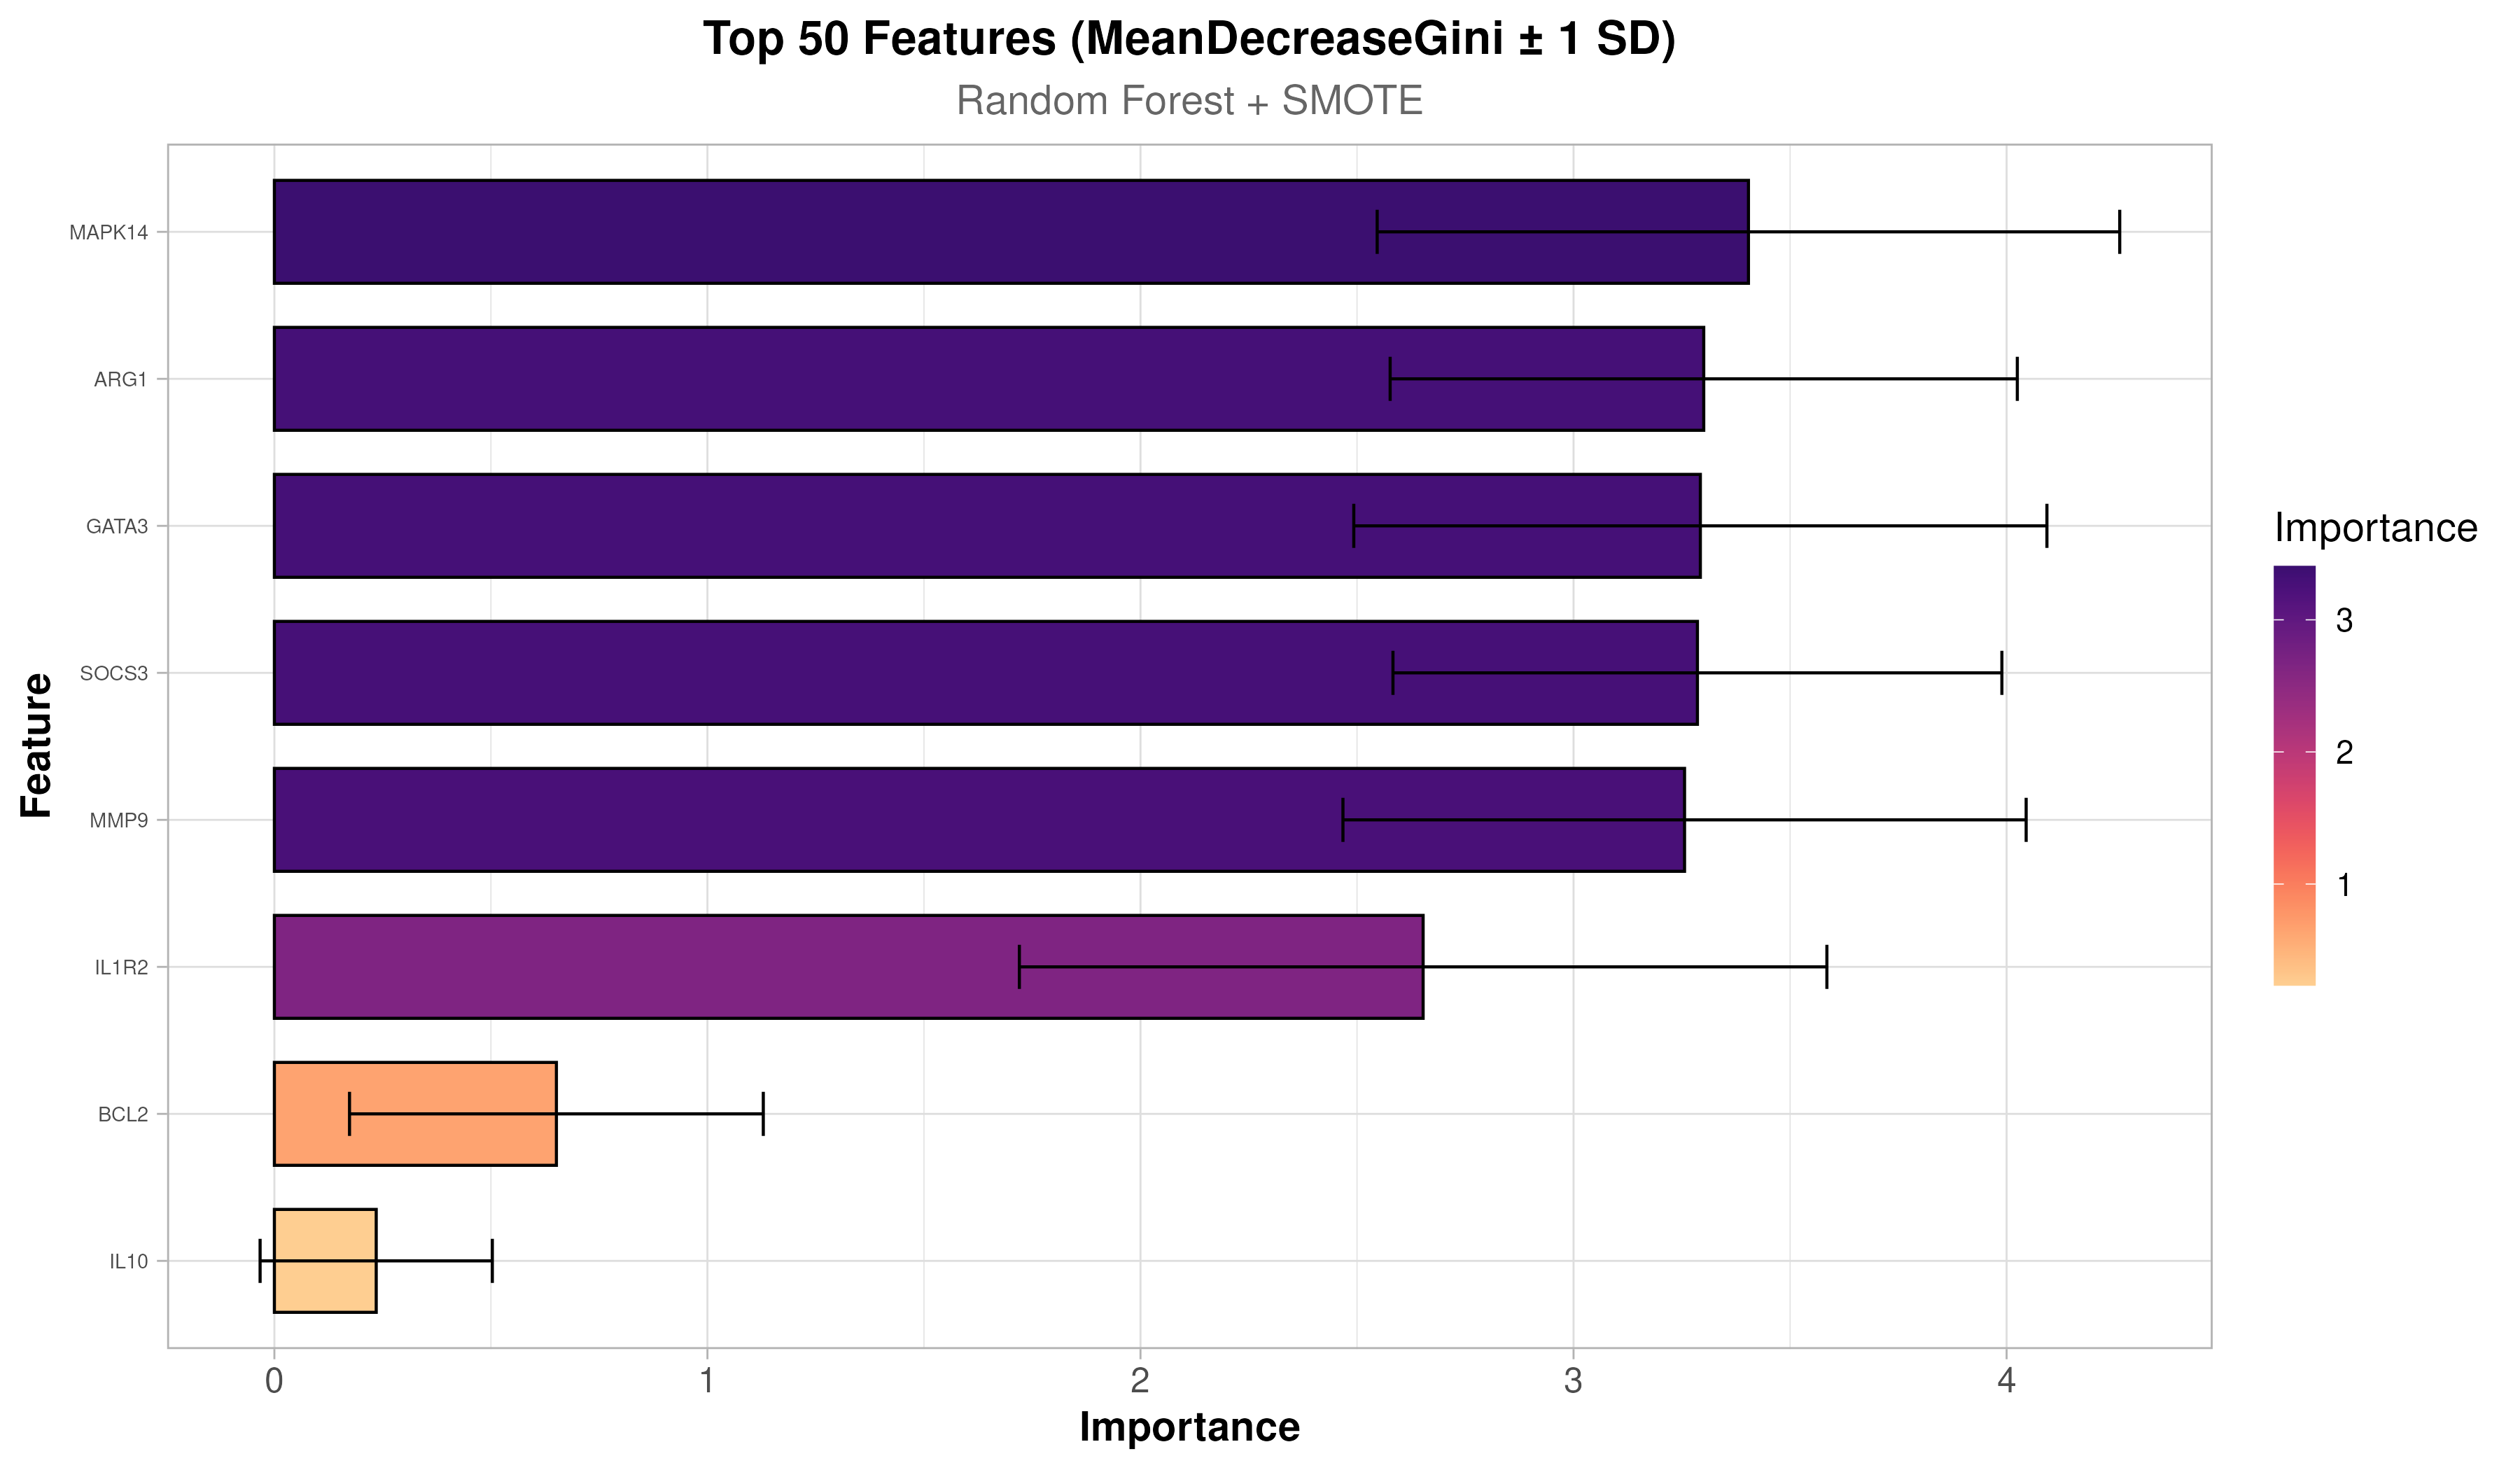 Top 50 Features (MeanDecreaseGini ± 1 SD)
Random Forest + SMOTE
Feature
MAPK14
ARG1
GATA3
SOCS3
MMP9
IL1R2
BCL2
IL10
0 1 2 3 4
Importance
Importance
3
2
1